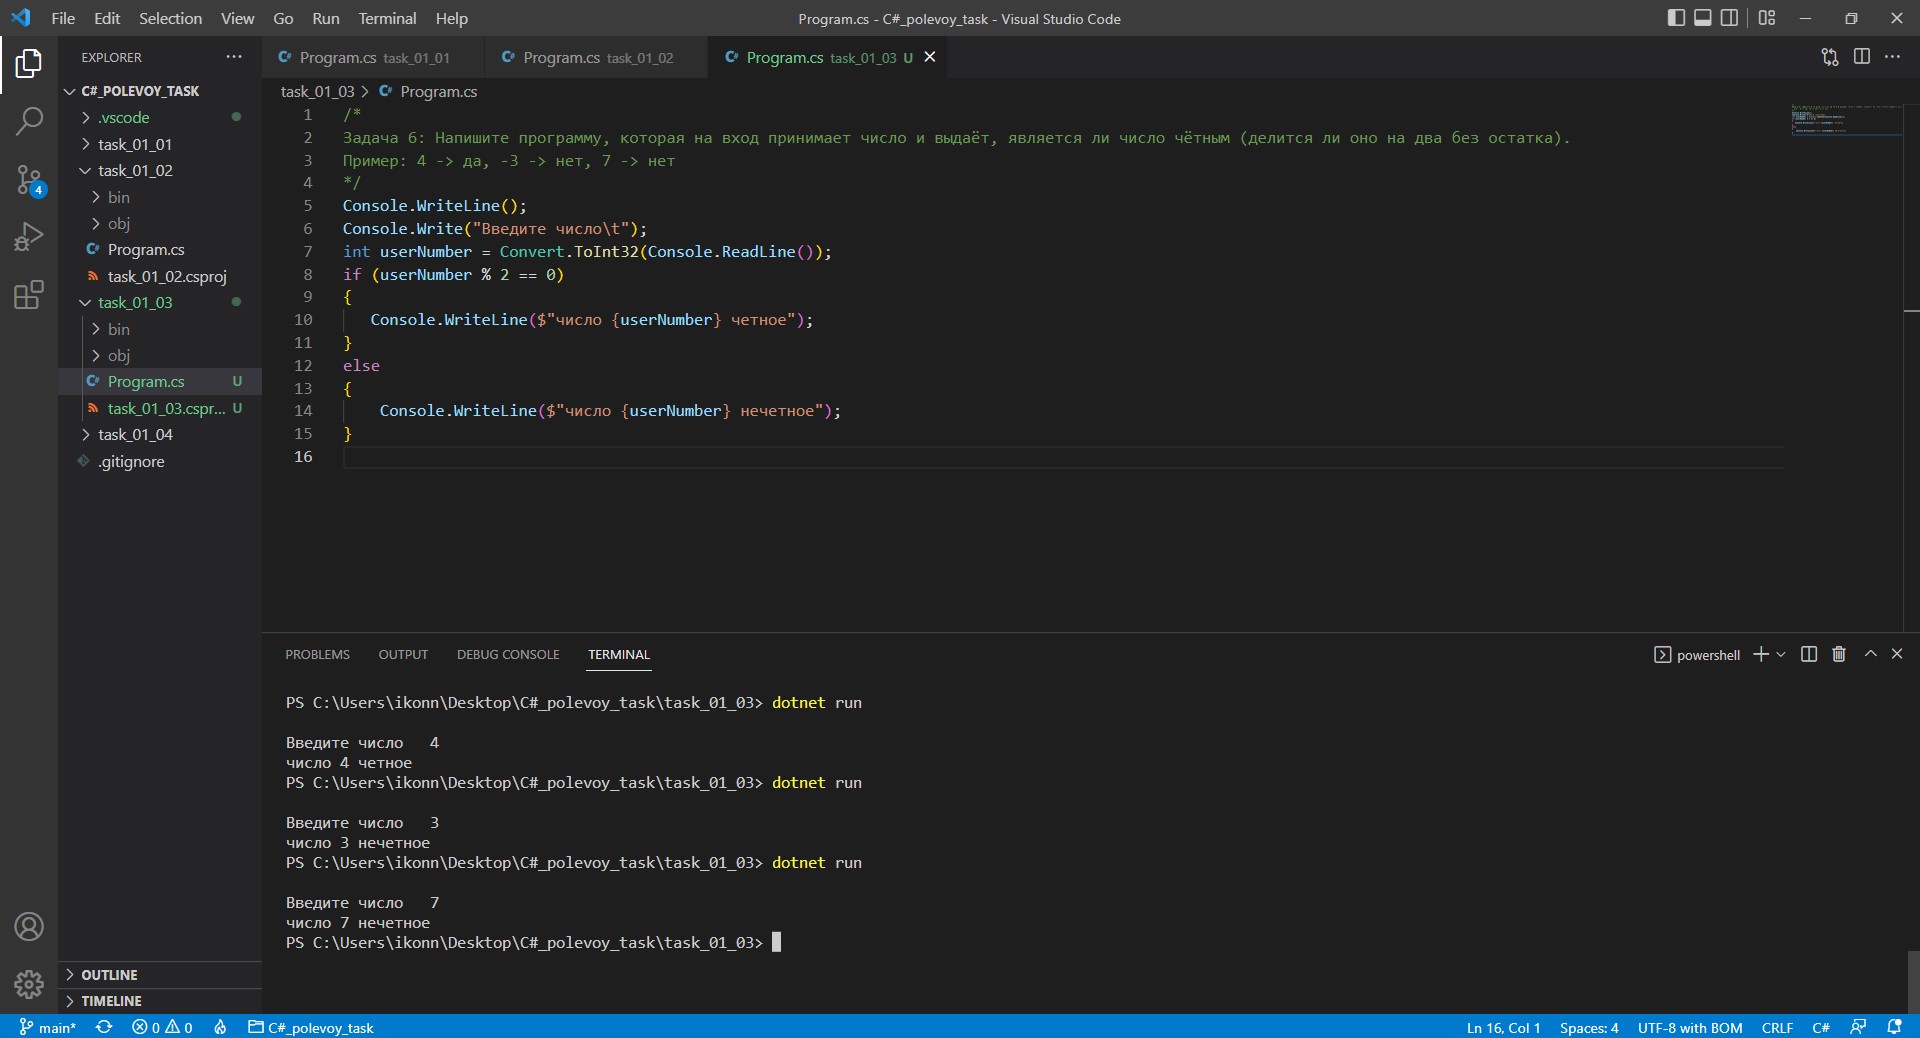 File Edit Selection View Go Run Terminal Help
Program.cs - C#_polevoy_task - Visual Studio Code
EXPLORER
C#_POLEVOY_TASK
.vscode
task_01_01
task_01_02
bin
obj
Program.cs
task_01_02.csproj
task_01_03
bin
obj
Program.cs U
task_01_03.cspr... U
task_01_04
.gitignore
OUTLINE
TIMELINE
4
Program.cs task_01_01
Program.cs task_01_02
Program.cs task_01_03 U
task_01_03 > Program.cs
1 /*
2 Задача 6: Напишите программу, которая на вход принимает число и выдаёт, является ли число чётным (делится ли оно на два без остатка).
3 Пример: 4 -> да, -3 -> нет, 7 -> нет
4 */
5 Console.WriteLine();
6 Console.Write("Введите число\t");
7 int userNumber = Convert.ToInt32(Console.ReadLine());
8 if (userNumber % 2 == 0)
9 {
10 Console.WriteLine($"число {userNumber} четное");
11 }
12 else
13 {
14 Console.WriteLine($"число {userNumber} нечетное");
15 }
16
PROBLEMS OUTPUT DEBUG CONSOLE TERMINAL
powershell
PS C:\Users\ikonn\Desktop\C#_polevoy_task\task_01_03> dotnet run
Введите число 4
число 4 четное
PS C:\Users\ikonn\Desktop\C#_polevoy_task\task_01_03> dotnet run
Введите число 3
число 3 нечетное
PS C:\Users\ikonn\Desktop\C#_polevoy_task\task_01_03> dotnet run
Введите число 7
число 7 нечетное
PS C:\Users\ikonn\Desktop\C#_polevoy_task\task_01_03>
main* 0 0 C#_polevoy_task
Ln 16, Col 1 Spaces: 4 UTF-8 with BOM CRLF C#